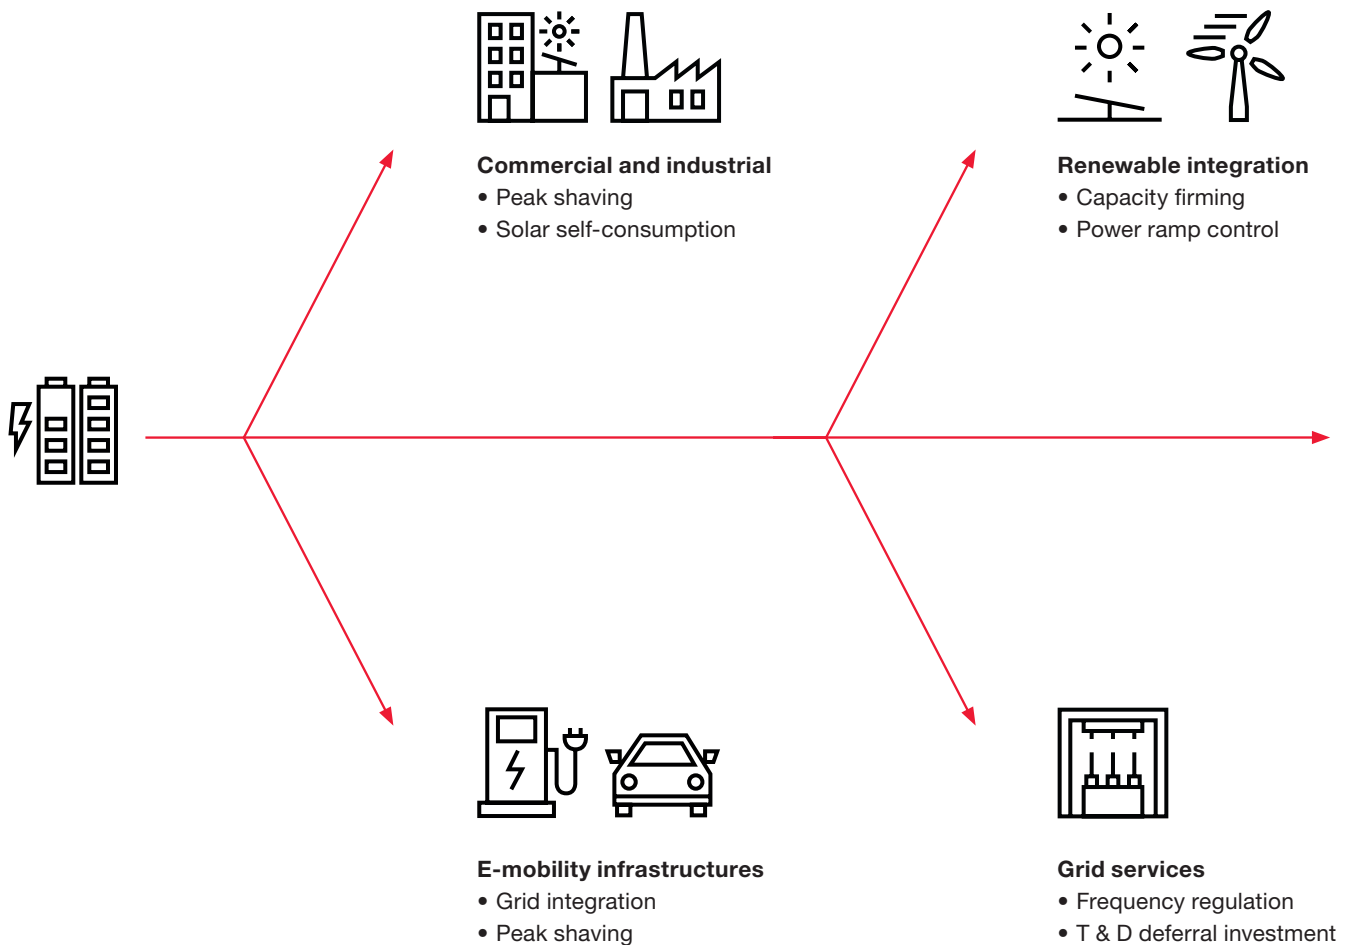 Commercial and industrial
• Peak shaving
• Solar self-consumption
Renewable integration
• Capacity firming
• Power ramp control
E-mobility infrastructures
• Grid integration
• Peak shaving
Grid services
• Frequency regulation
• T & D deferral investment